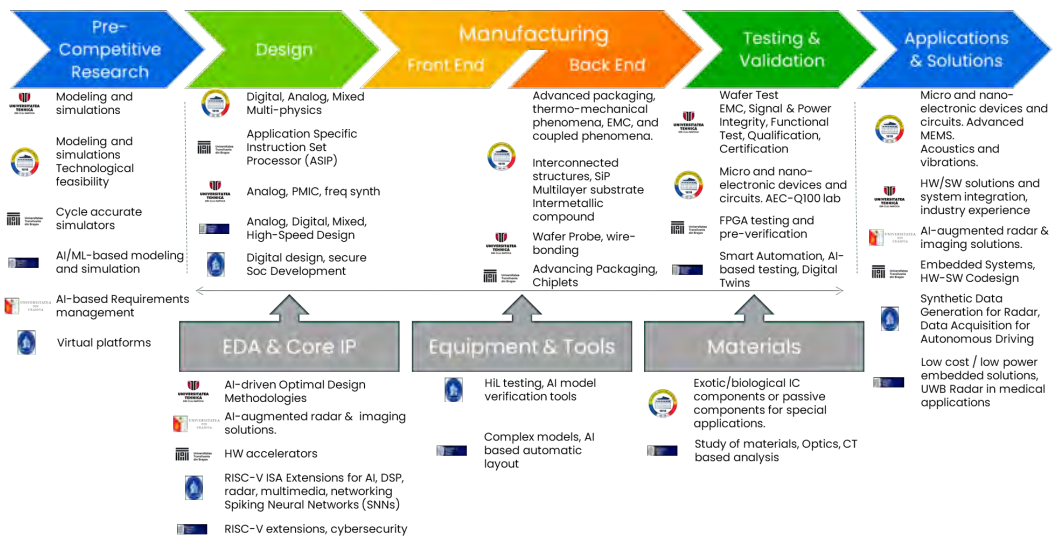 Pre-
Competitive
Research
Design
Manufacturing
Front End
Back End
Testing &
Validation
Applications
& Solutions
UNIVERSITATEA
TEHNICĂ
Modeling and
simulations
Modeling and
simulations
Technological
feasibility
Cycle accurate
simulators
AI/ML-based modeling
and simulation
AI-based Requirements
management
Virtual platforms
Digital, Analog, Mixed
Multi-physics
Application Specific
Instruction Set
Processor (ASIP)
UNIVERSITATEA
TEHNICĂ
Analog, PMIC, freq synth
Analog, Digital, Mixed,
High-Speed Design
Digital design, secure
Soc Development
Advanced packaging,
thermo-mechanical
phenomena, EMC, and
coupled phenomena.
Interconnected
structures, SiP
Multilayer substrate
Intermetallic
compound
UNIVERSITATEA
TEHNICĂ
Wafer Probe, wire-
bonding
Advancing Packaging,
Chiplets
Wafer Test
EMC, Signal & Power
Integrity, Functional
Test, Qualification,
Certification
UNIVERSITATEA
TEHNICĂ
Micro and nano-
electronic devices and
circuits. AEC-Q100 lab
FPGA testing and
pre-verification
Smart Automation, AI-
based testing, Digital
Twins
Micro and nano-
electronic devices and
circuits. Advanced
MEMS.
Acoustics and
vibrations.
UNIVERSITATEA
TEHNICĂ
HW/SW solutions and
system integration,
industry experience
AI-augmented radar &
imaging solutions.
Embedded Systems,
HW-SW Codesign
Synthetic Data
Generation for Radar,
Data Acquisition for
Autonomous Driving
Low cost / low power
embedded solutions,
UWB Radar in medical
applications
EDA & Core IP
UNIVERSITATEA
TEHNICĂ
AI-driven Optimal Design
Methodologies
AI-augmented radar & imaging
solutions.
HW accelerators
RISC-V ISA Extensions for AI, DSP,
radar, multimedia, networking
Spiking Neural Networks (SNNs)
RISC-V extensions, cybersecurity
Equipment & Tools
HiL testing, AI model
verification tools
Complex models, AI
based automatic
layout
Materials
Exotic/biological IC
components or passive
components for special
applications.
Study of materials, Optics, CT
based analysis